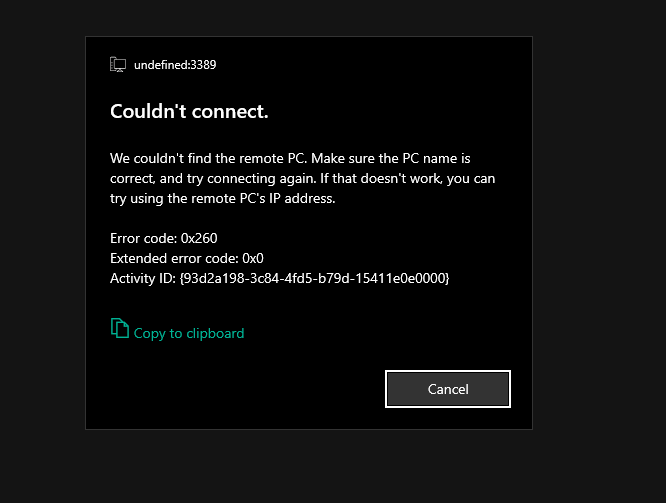 undefined:3389
Couldn't connect.
We couldn't find the remote PC. Make sure the PC name is
correct, and try connecting again. If that doesn't work, you can
try using the remote PC's IP address.
Error code: 0x260
Extended error code: 0x0
Activity ID: {93d2a198-3c84-4fd5-b79d-15411e0e0000}
Copy to clipboard
Cancel